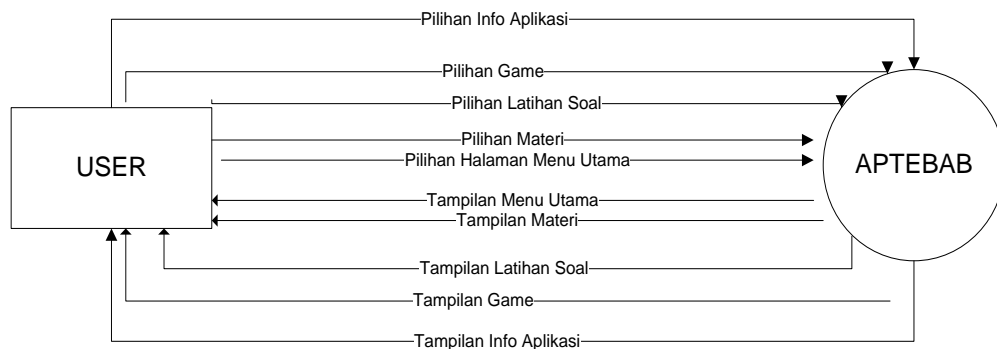 Pilihan Info Aplikasi
Pilihan Game
Pilihan Latihan Soal
Pilihan Materi
Pilihan Halaman Menu Utama
USER
APTEBAB
Tampilan Menu Utama
Tampilan Materi
Tampilan Latihan Soal
Tampilan Game
Tampilan Info Aplikasi